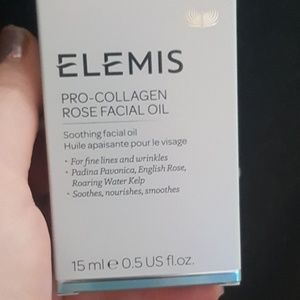 ELEMIS
PRO-COLLAGEN
ROSE FACIAL OIL
Soothing facial oil
Huile apaisante pour le visage
• For fine lines and wrinkles
• Padina Pavonica, English Rose,
Roaring Water Kelp
• Soothes, nourishes, smoothes
15 ml e 0.5 US fl.oz.